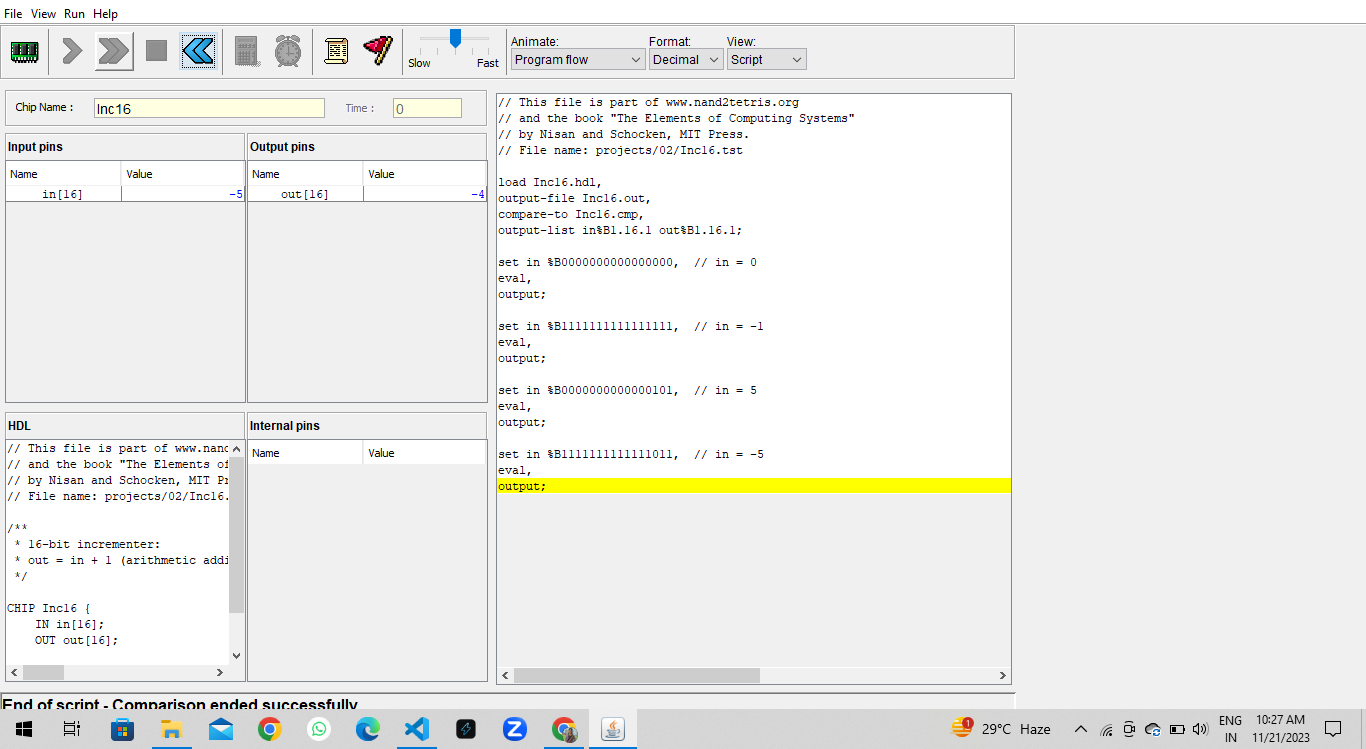 File View Run Help
Animate: Format: View:
Slow Fast Program flow Decimal Script
Chip Name : Inc16 Time : 0
Input pins
Name Value
in[16] -5
Output pins
Name Value
out[16] -4
HDL
// This file is part of www.nanc
// and the book "The Elements of
// by Nisan and Schocken, MIT Pr
// File name: projects/02/Inc16.
/**
* 16-bit incrementer:
* out = in + 1 (arithmetic addi
*/
CHIP Inc16 {
IN in[16];
OUT out[16];
Internal pins
Name Value
// This file is part of www.nand2tetris.org
// and the book "The Elements of Computing Systems"
// by Nisan and Schocken, MIT Press.
// File name: projects/02/Inc16.tst
load Inc16.hdl,
output-file Inc16.out,
compare-to Inc16.cmp,
output-list in%B1.16.1 out%B1.16.1;
set in %B0000000000000000, // in = 0
eval,
output;
set in %B1111111111111111, // in = -1
eval,
output;
set in %B0000000000000101, // in = 5
eval,
output;
set in %B1111111111111011, // in = -5
eval,
output;
End of script - Comparison ended successfully
1 29°C Haze ENG IN 10:27 AM 11/21/2023